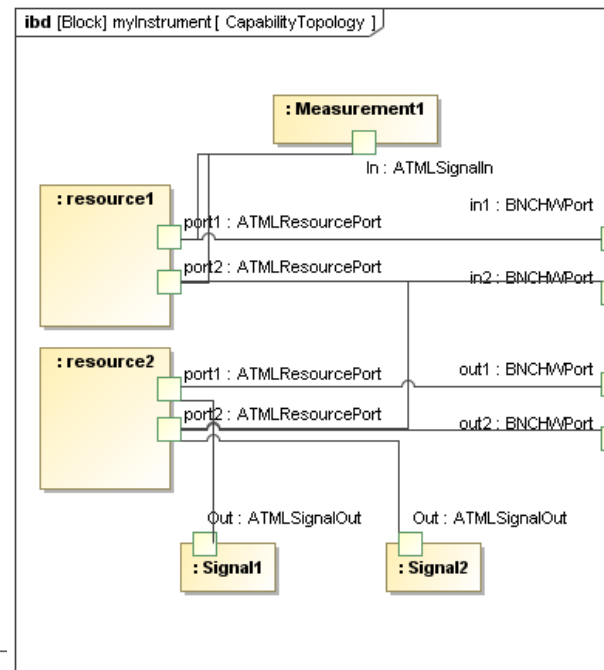 ibd [Block] myInstrument [ CapabilityTopology ]
: Measurement1
In : ATMLSignalIn
: resource1
in1 : BNCHWPort
port1 : ATMLResourcePort
port2 : ATMLResourcePort
in2 : BNCHWPort
: resource2
port1 : ATMLResourcePort
out1 : BNCHWPort
port2 : ATMLResourcePort
out2 : BNCHWPort
Out : ATMLSignalOut
Out : ATMLSignalOut
: Signal1
: Signal2